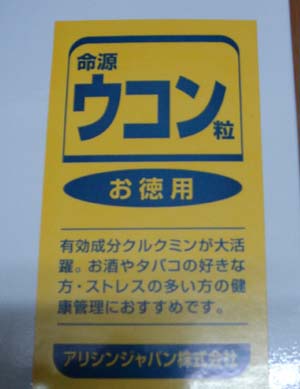 命源
ウコン粒
お徳用
有効成分クルクミンが大活
躍。お酒やタバコの好きな
方・ストレスの多い方の健
康管理におすすめです。
アリシンジャパン株式会社